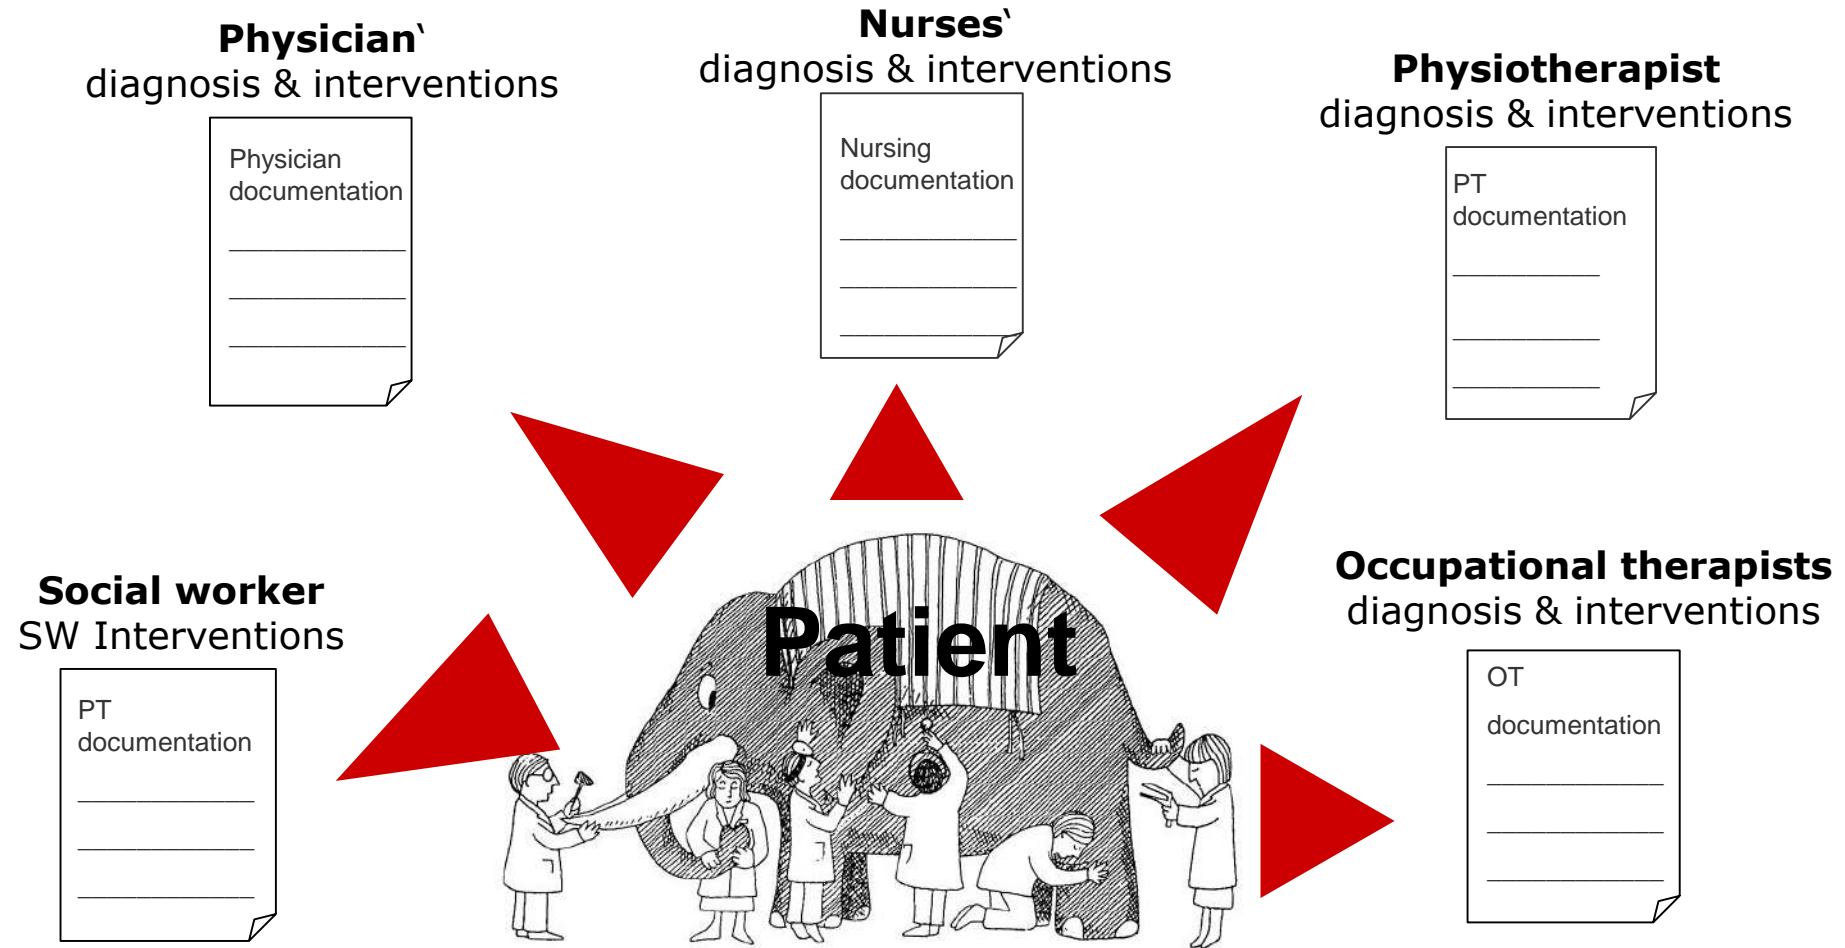 Physician‛
diagnosis & interventions
Physician
documentation
Nurses‛
diagnosis & interventions
Nursing
documentation
Physiotherapist
diagnosis & interventions
PT
documentation
Social worker
SW Interventions
PT
documentation
Patient
Occupational therapists
diagnosis & interventions
OT
documentation